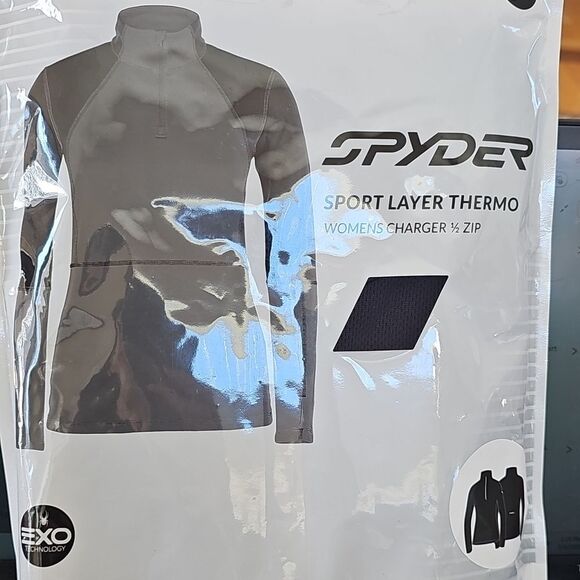 SPYDER
SPORT LAYER THERMO
WOMENS CHARGER ½ ZIP
EXO
TECHNOLOGY